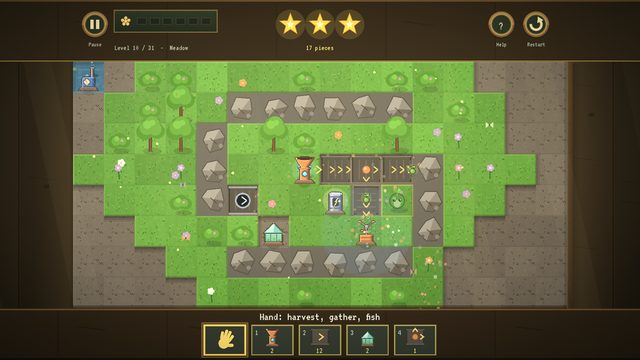 Pause
Level 10 / 31 · Meadow
17 pieces
?
Help
Restart
Hand: harvest, gather, fish
1
2
2
12
3
2
4
1